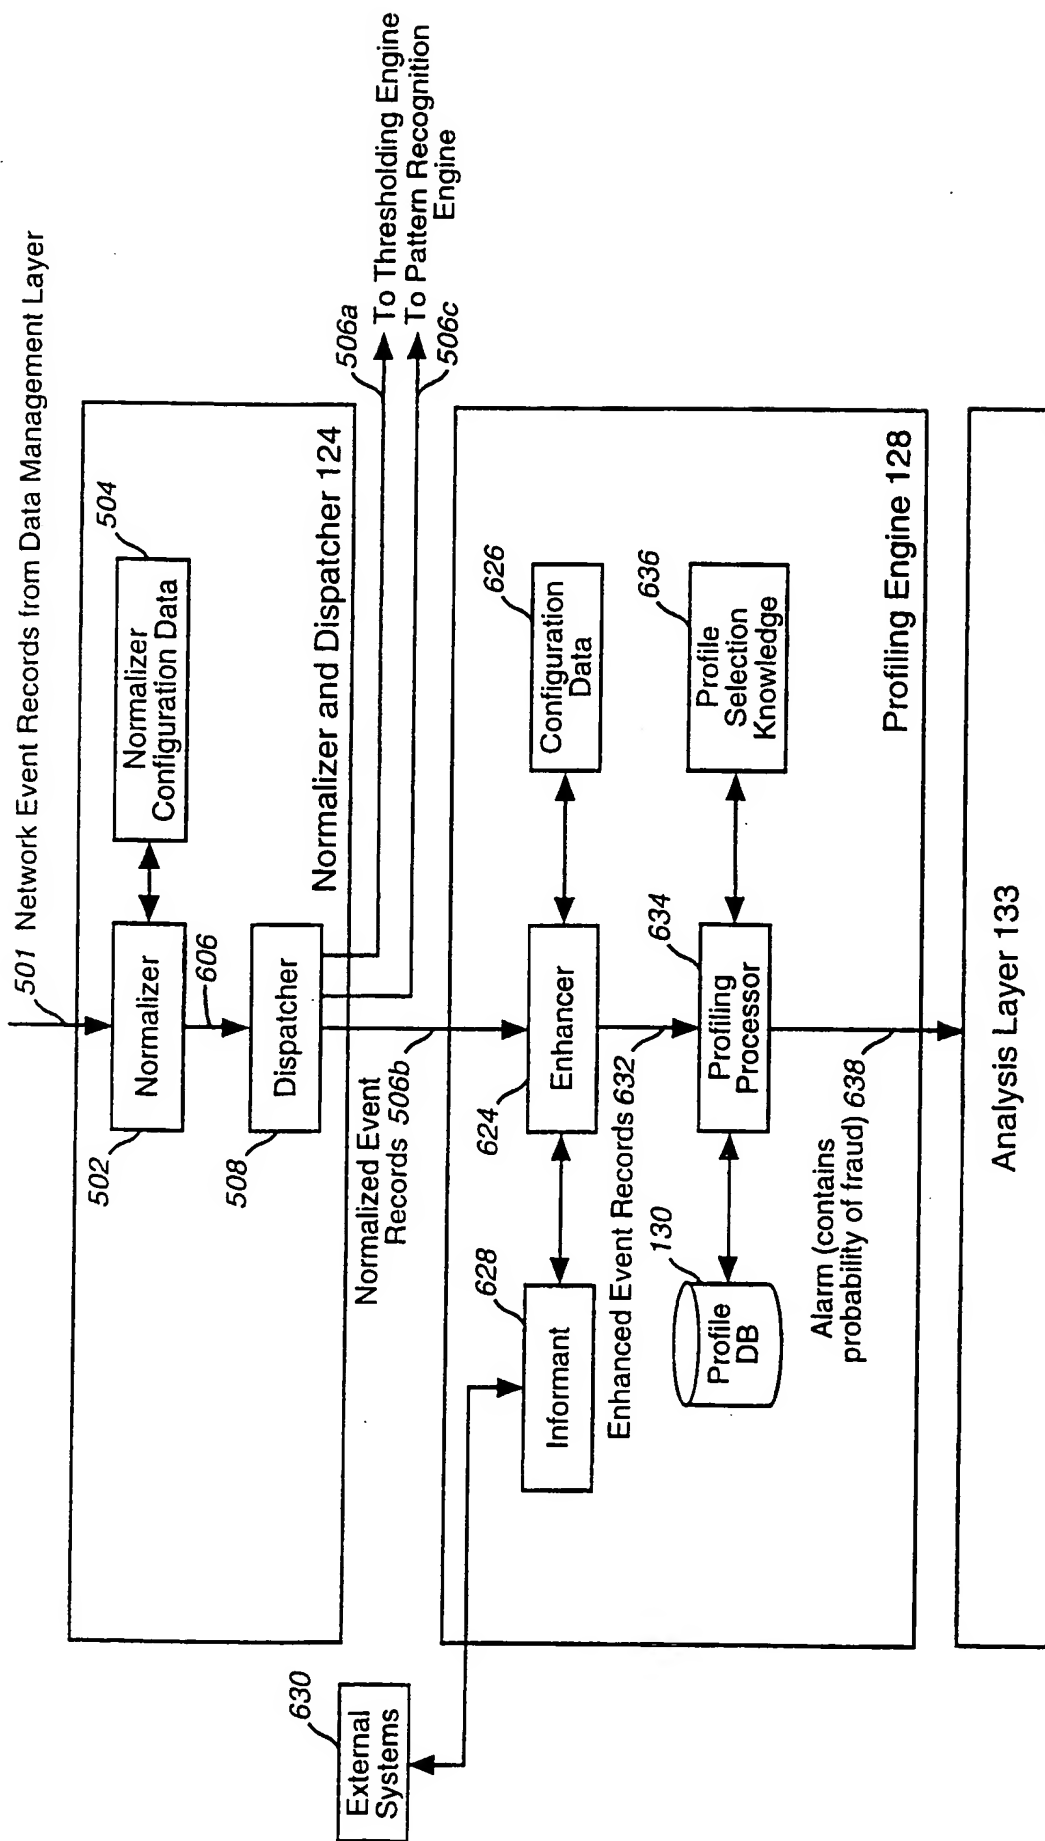 501 Network Event Records from Data Management Layer
504
Normalizer
Configuration Data
Normalizer
502
606
Dispatcher
508
Normalizer and Dispatcher 124
506a
To Thresholding Engine
To Pattern Recognition
Engine
506c
Normalized Event
Records 506b
630
External
Systems
628
Informant
624
Enhancer
626
Configuration
Data
Enhanced Event Records 632
130
Profile
DB
634
Profiling
Processor
636
Profile
Selection
Knowledge
Alarm (contains
probability of fraud) 638
Profiling Engine 128
Analysis Layer 133